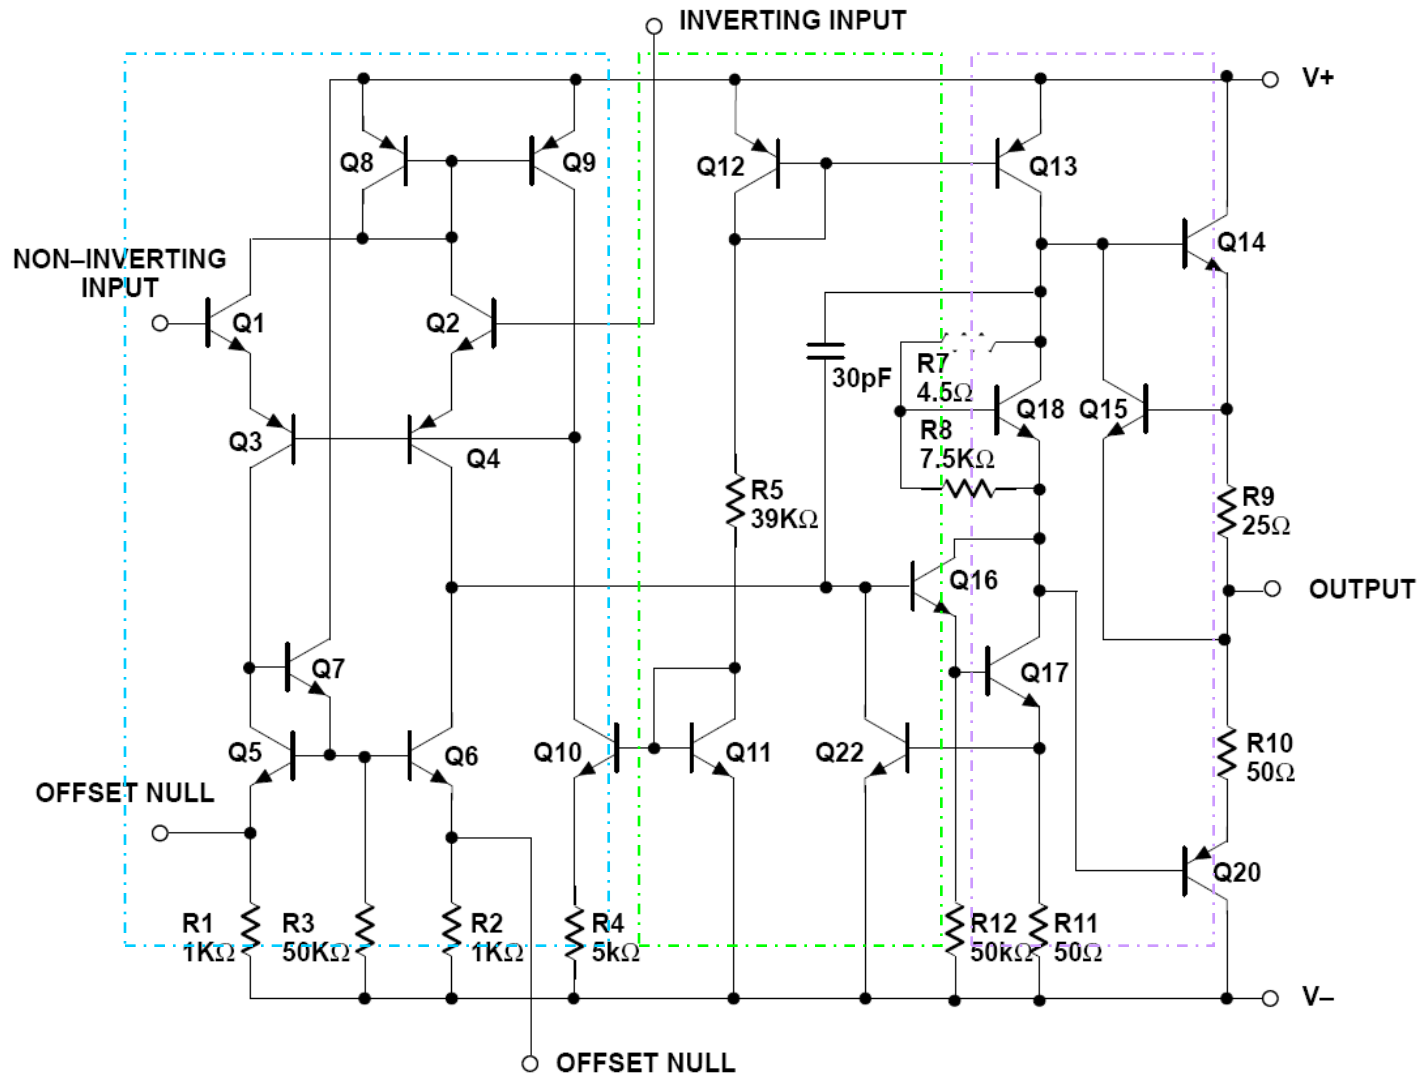 INVERTING INPUT
V+
Q8
Q9
Q12
Q13
NON–INVERTING
INPUT
Q14
Q1
Q2
30pF
R7
4.5Ω
Q18
Q15
Q3
Q4
R8
7.5KΩ
R5
39KΩ
R9
25Ω
Q16
OUTPUT
Q7
Q17
Q5
Q6
Q10
Q11
Q22
R10
50Ω
OFFSET NULL
Q20
R1
1KΩ
R3
50KΩ
R2
1KΩ
R4
5kΩ
R12
50kΩ
R11
50Ω
V–
OFFSET NULL